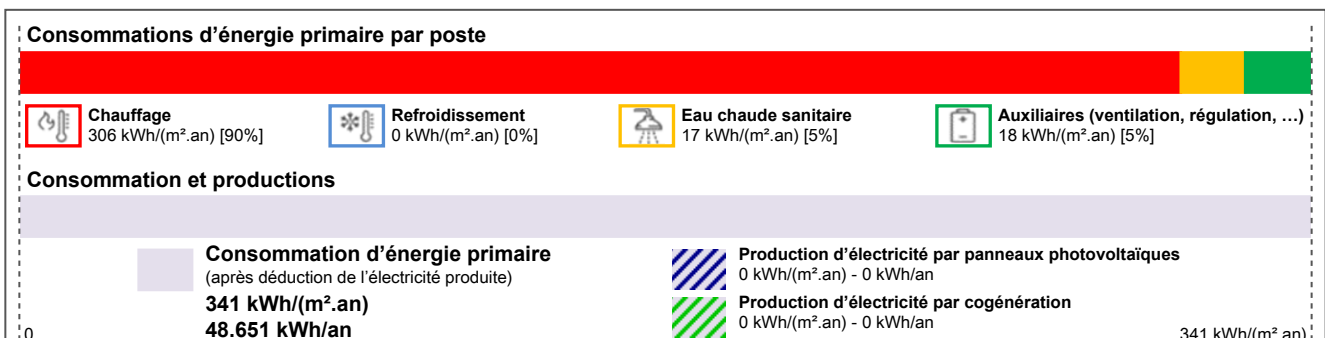 Consommations d’énergie primaire par poste
Chauffage
306 kWh/(m².an) [90%]
Refroidissement
0 kWh/(m².an) [0%]
Eau chaude sanitaire
17 kWh/(m².an) [5%]
Auxiliaires (ventilation, régulation, …)
18 kWh/(m².an) [5%]
Consommation et productions
Consommation d’énergie primaire
(après déduction de l’électricité produite)
341 kWh/(m².an)
48.651 kWh/an
Production d’électricité par panneaux photovoltaïques
0 kWh/(m².an) - 0 kWh/an
Production d’électricité par cogénération
0 kWh/(m².an) - 0 kWh/an
0
341 kWh/(m².an)